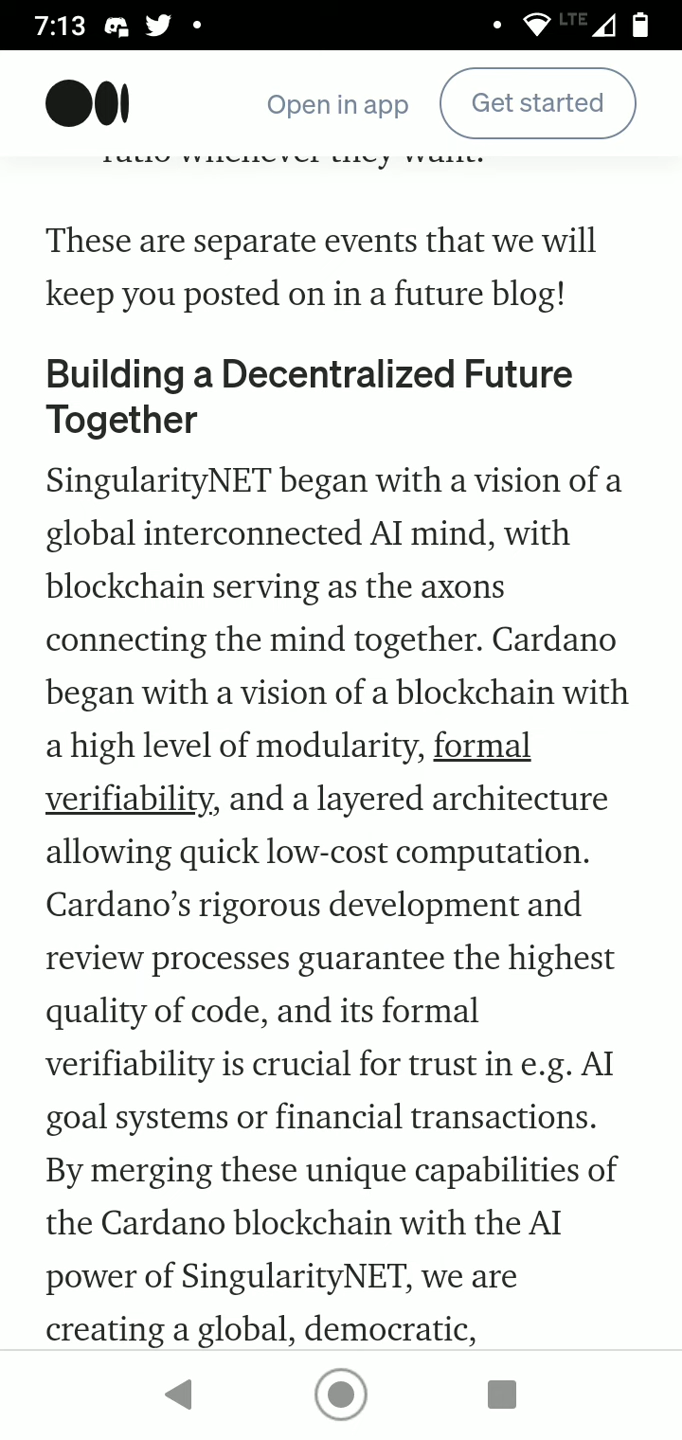 7:13
LTE
Open in app
Get started
ratio whenever they want.
These are separate events that we will
keep you posted on in a future blog!
Building a Decentralized Future
Together
SingularityNET began with a vision of a
global interconnected AI mind, with
blockchain serving as the axons
connecting the mind together. Cardano
began with a vision of a blockchain with
a high level of modularity, formal
verifiability, and a layered architecture
allowing quick low-cost computation.
Cardano’s rigorous development and
review processes guarantee the highest
quality of code, and its formal
verifiability is crucial for trust in e.g. AI
goal systems or financial transactions.
By merging these unique capabilities of
the Cardano blockchain with the AI
power of SingularityNET, we are
creating a global, democratic,